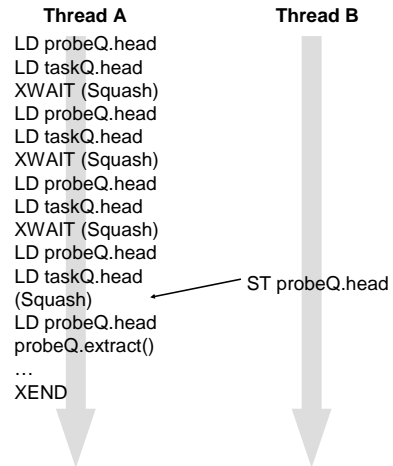 Thread A
LD probeQ.head
LD taskQ.head
XWAIT (Squash)
LD probeQ.head
LD taskQ.head
XWAIT (Squash)
LD probeQ.head
LD taskQ.head
XWAIT (Squash)
LD probeQ.head
LD taskQ.head
(Squash)
LD probeQ.head
probeQ.extract()
…
XEND
Thread B
ST probeQ.head